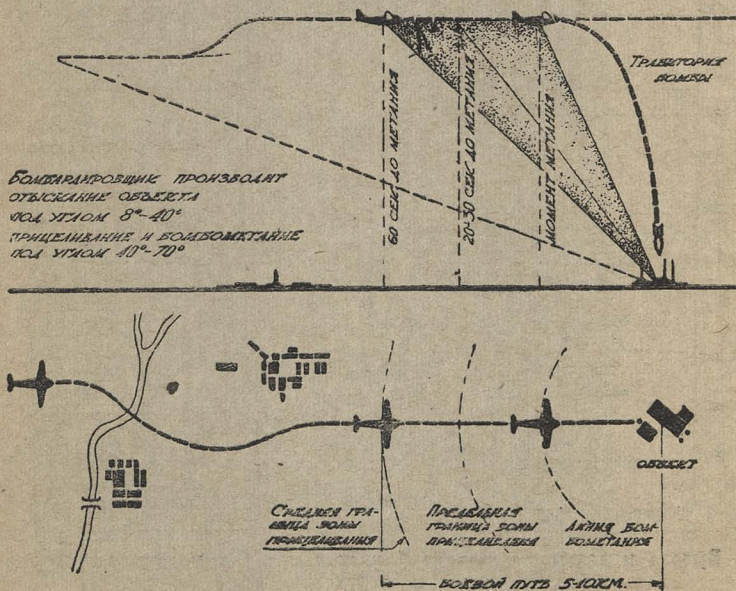 ТРАЕКТОРИЯ
БОМБЫ
60 СЕК ДО МЕТАНИЯ
20-30 СЕК ДО МЕТАНИЯ
МОМЕНТ МЕТАНИЯ
БОМБАРДИРОВЩИК ПРОИЗВОДИТ
ОТЫСКАНИЕ ОБЪЕКТА
ПОД УГЛОМ 8°-40°
ПРИЦЕЛИВАНИЕ И БОМБОМЕТАНИЕ
ПОД УГЛОМ 40°-70°
ОБЪЕКТ
СРЕДНЯЯ ГРА-
НИЦА ЗОНЫ
ПРИЦЕЛИВАНИЯ
ПРЕДЕЛЬНАЯ
ГРАНИЦА ЗОНЫ
ПРИЦЕЛИВАНИЯ
ЛИНИЯ БОМ-
БОМЕТАНИЯ
БОЕВОЙ ПУТЬ 5-10КМ.